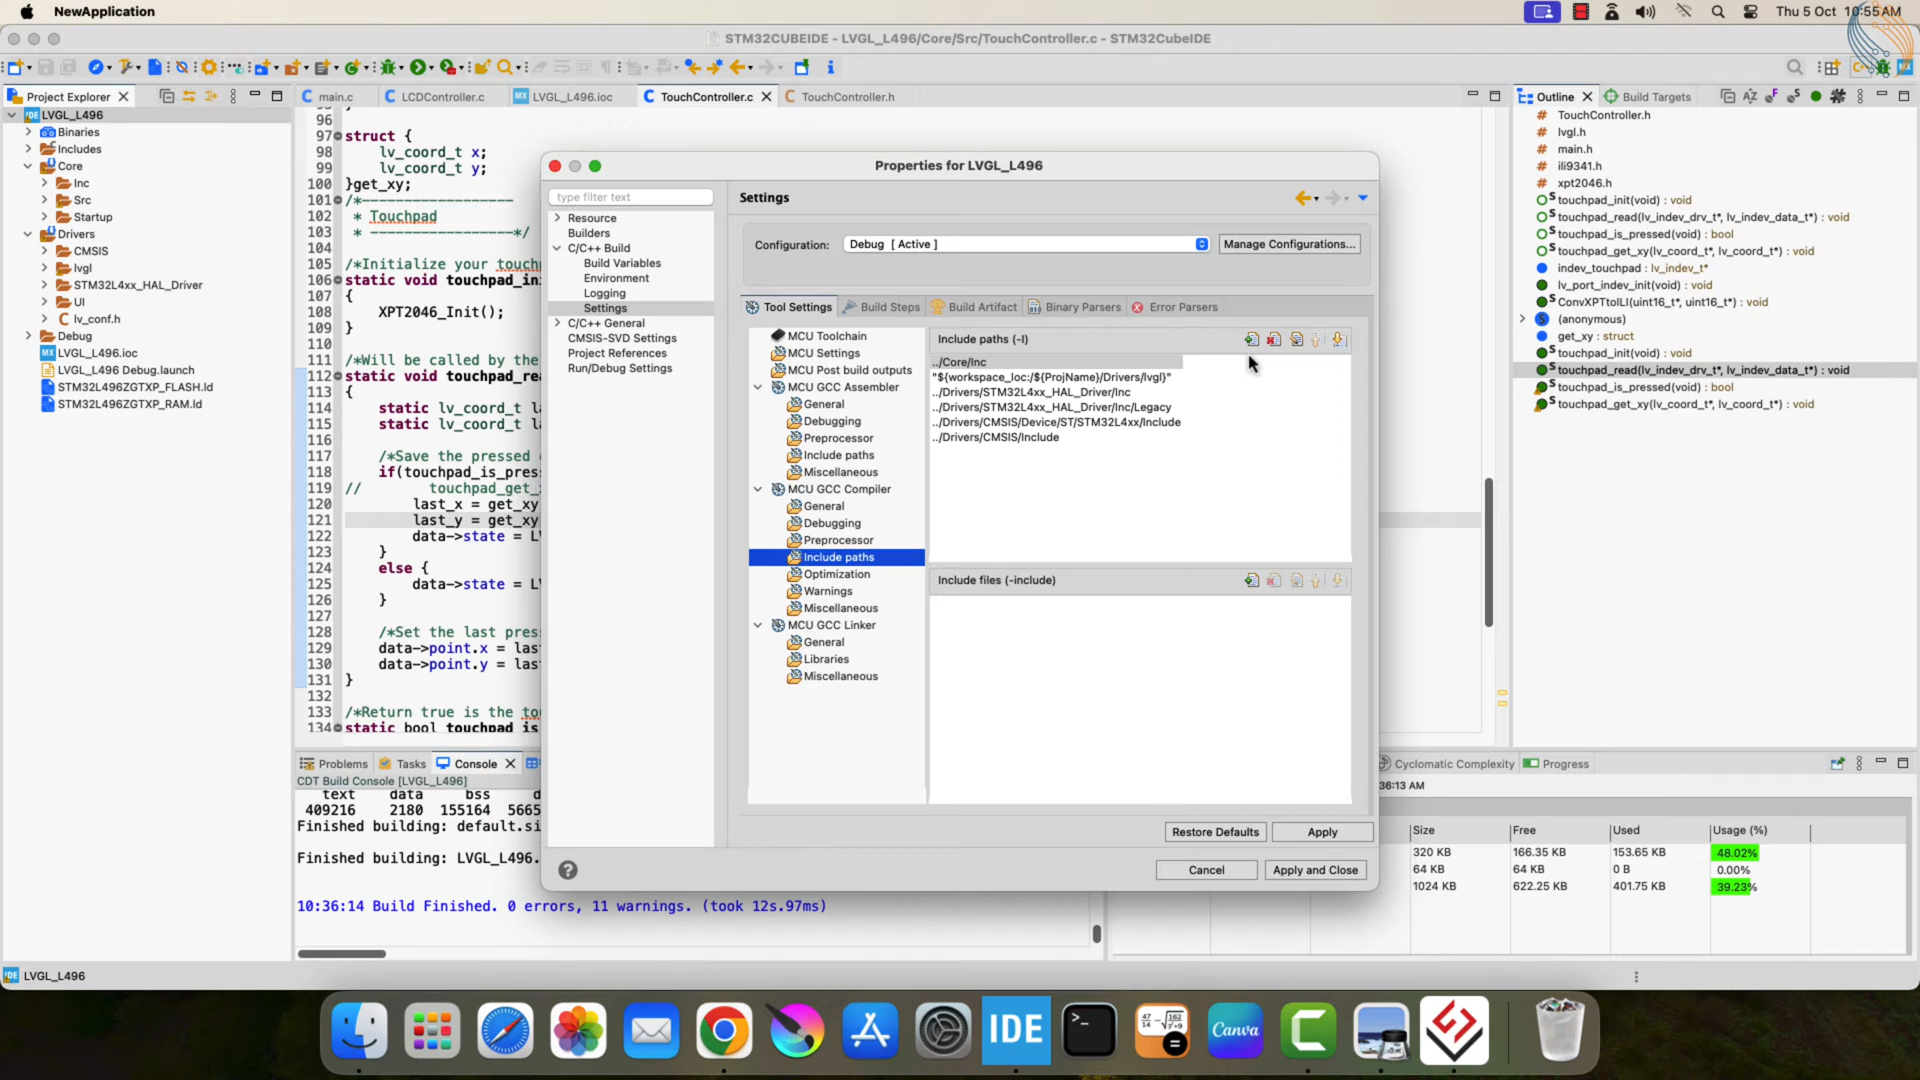 NewApplication
Thu 5 Oct 10:55AM
STM32CUBEIDE - LVGL_L496/Core/Src/TouchController.c - STM32CubeIDE
Project Explorer
main.c
LCDController.c
LVGL_L496.ioc
TouchController.c
TouchController.h
Outline
Build Targets
LVGL_L496
Binaries
Includes
Core
Inc
Src
Startup
Drivers
CMSIS
lvgl
STM32L4xx_HAL_Driver
UI
lv_conf.h
Debug
LVGL_L496.ioc
LVGL_L496 Debug.launch
STM32L496ZGTXP_FLASH.ld
STM32L496ZGTXP_RAM.ld
96
97 struct {
98 lv_coord_t x;
99 lv_coord_t y;
100 }get_xy;
101 /*------------------
102 * Touchpad
103 * -----------------*/
104
105 /*Initialize your touchp
106 static void touchpad_in
107 {
108 XPT2046_Init();
109 }
110
111 /*Will be called by the
112 static void touchpad_re
113 {
114 static lv_coord_t la
115 static lv_coord_t l
116
117 /*Save the pressed
118 if(touchpad_is_pres
119 // touchpad_get_
120 last_x = get_xy
121 last_y = get_xy
122 data->state = L
123 }
124 else {
125 data->state = L
126 }
127
128 /*Set the last pres
129 data->point.x = las
130 data->point.y = las
131 }
132
133 /*Return true is the to
134 static bool touchpad_is
Properties for LVGL_L496
type filter text
Resource
Builders
C/C++ Build
Build Variables
Environment
Logging
Settings
C/C++ General
CMSIS-SVD Settings
Project References
Run/Debug Settings
Settings
Configuration:
Debug [ Active ]
Manage Configurations...
Tool Settings
Build Steps
Build Artifact
Binary Parsers
Error Parsers
MCU Toolchain
MCU Settings
MCU Post build outputs
MCU GCC Assembler
General
Debugging
Preprocessor
Include paths
Miscellaneous
MCU GCC Compiler
General
Debugging
Preprocessor
Include paths
Optimization
Warnings
Miscellaneous
MCU GCC Linker
General
Libraries
Miscellaneous
Include paths (-I)
../Core/Inc
"${workspace_loc:/${ProjName}/Drivers/lvgl}"
../Drivers/STM32L4xx_HAL_Driver/Inc
../Drivers/STM32L4xx_HAL_Driver/Inc/Legacy
../Drivers/CMSIS/Device/ST/STM32L4xx/Include
../Drivers/CMSIS/Include
Include files (-include)
Restore Defaults
Apply
Cancel
Apply and Close
TouchController.h
lvgl.h
main.h
ili9341.h
xpt2046.h
touchpad_init(void) : void
touchpad_read(lv_indev_drv_t*, lv_indev_data_t*) : void
touchpad_is_pressed(void) : bool
touchpad_get_xy(lv_coord_t*, lv_coord_t*) : void
indev_touchpad : lv_indev_t*
lv_port_indev_init(void) : void
ConvXPTtoILI(uint16_t*, uint16_t*) : void
(anonymous)
get_xy : struct
touchpad_init(void) : void
touchpad_read(lv_indev_drv_t*, lv_indev_data_t*) : void
touchpad_is_pressed(void) : bool
touchpad_get_xy(lv_coord_t*, lv_coord_t*) : void
Problems
Tasks
Console
CDT Build Console [LVGL_L496]
text data bss d
409216 2180 155164 5665
Finished building: default.si
Finished building: LVGL_L496.
10:36:14 Build Finished. 0 errors, 11 warnings. (took 12s.97ms)
Cyclomatic Complexity
Progress
36:13 AM
Size Free Used Usage (%)
320 KB 166.35 KB 153.65 KB 48.02%
64 KB 64 KB 0 B 0.00%
1024 KB 622.25 KB 401.75 KB 39.23%
LVGL_L496
IDE
Canva